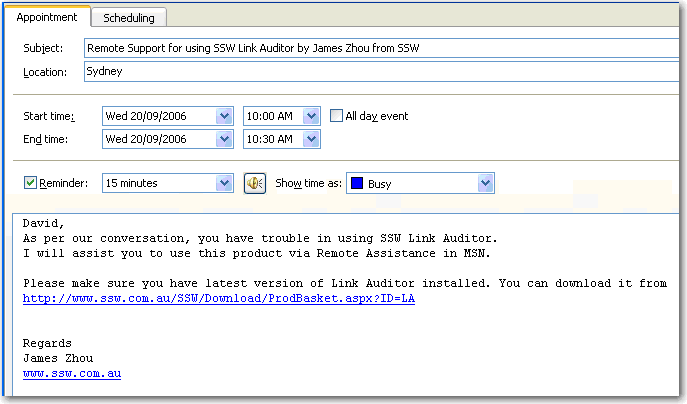 Appointment Scheduling
Subject: Remote Support for using SSW Link Auditor by James Zhou from SSW
Location: Sydney
Start time: Wed 20/09/2006 10:00 AM All day event
End time: Wed 20/09/2006 10:30 AM
Reminder: 15 minutes Show time as: Busy
David,
As per our conversation, you have trouble in using SSW Link Auditor.
I will assist you to use this product via Remote Assistance in MSN.
Please make sure you have latest version of Link Auditor installed. You can download it from
http://www.ssw.com.au/SSW/Download/ProdBasket.aspx?ID=LA
Regards
James Zhou
www.ssw.com.au